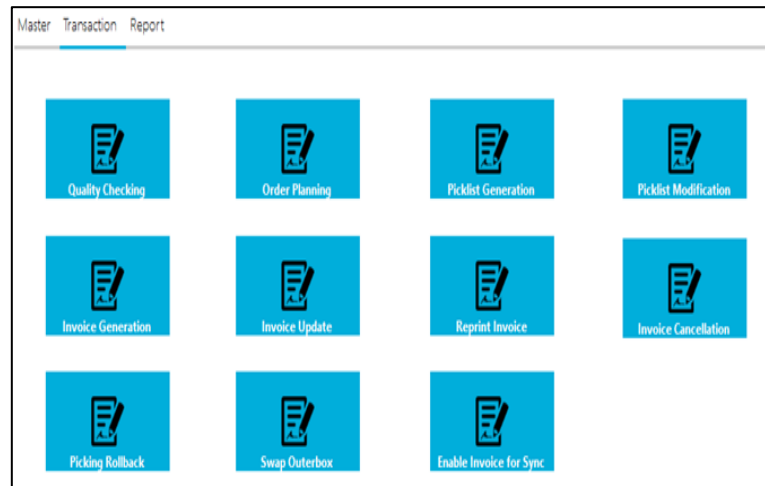 Master Transaction Report
Quality Checking
Order Planning
Picklist Generation
Picklist Modification
Invoice Generation
Invoice Update
Reprint Invoice
Invoice Cancellation
Picking Rollback
Swap Outerbox
Enable Invoice for Sync